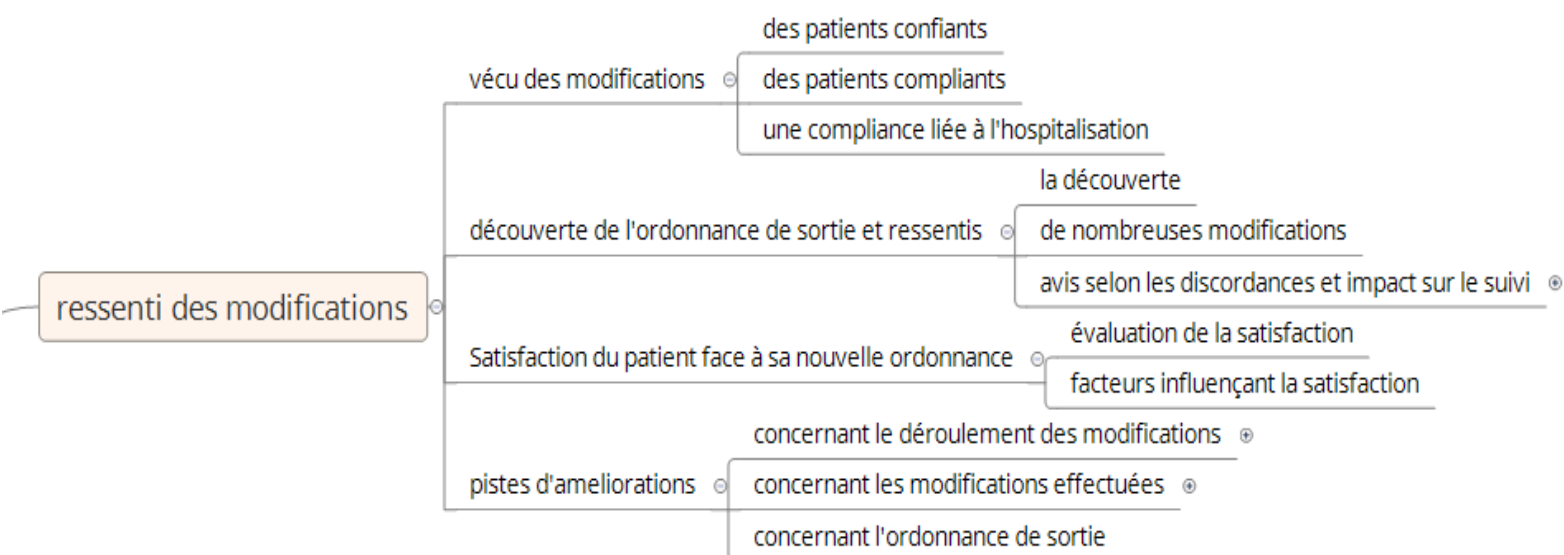 ressenti des modifications
vécu des modifications
des patients confiants
des patients compliants
une compliance liée à l'hospitalisation
découverte de l'ordonnance de sortie et ressentis
la découverte
de nombreuses modifications
avis selon les discordances et impact sur le suivi
Satisfaction du patient face à sa nouvelle ordonnance
évaluation de la satisfaction
facteurs influençant la satisfaction
pistes d'ameliorations
concernant le déroulement des modifications
concernant les modifications effectuées
concernant l'ordonnance de sortie